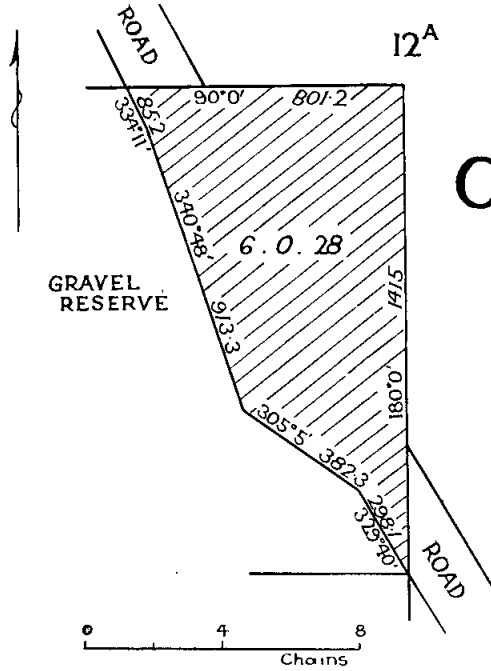 ROAD
12A
C
90°0' 801·2
85·2
334°11'
340°48'
913·3
6.0.28
GRAVEL
RESERVE
1415
180°0'
305°5' 382·3
298·1
329°40'
ROAD
0 4 8
Chains